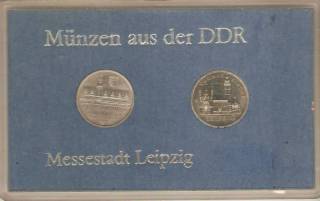 Münzen aus der DDR
Messestadt Leipzig